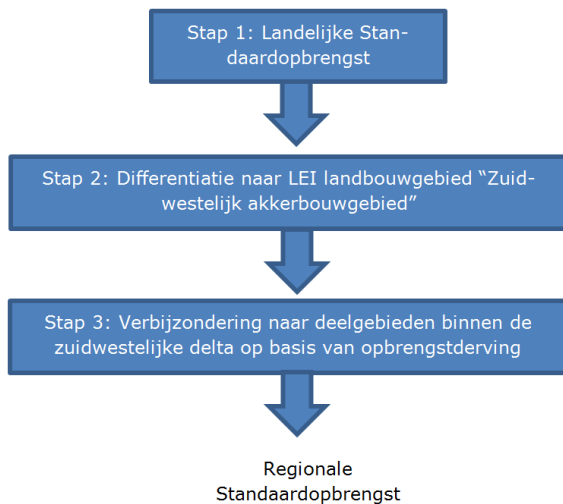 Stap 1: Landelijke Stan-
daardopbrengst
Stap 2: Differentiatie naar LEI landbouwgebied “Zuid-
westelijk akkerbouwgebied”
Stap 3: Verbijzondering naar deelgebieden binnen de
zuidwestelijke delta op basis van opbrengstderving
Regionale
Standaardopbrengst